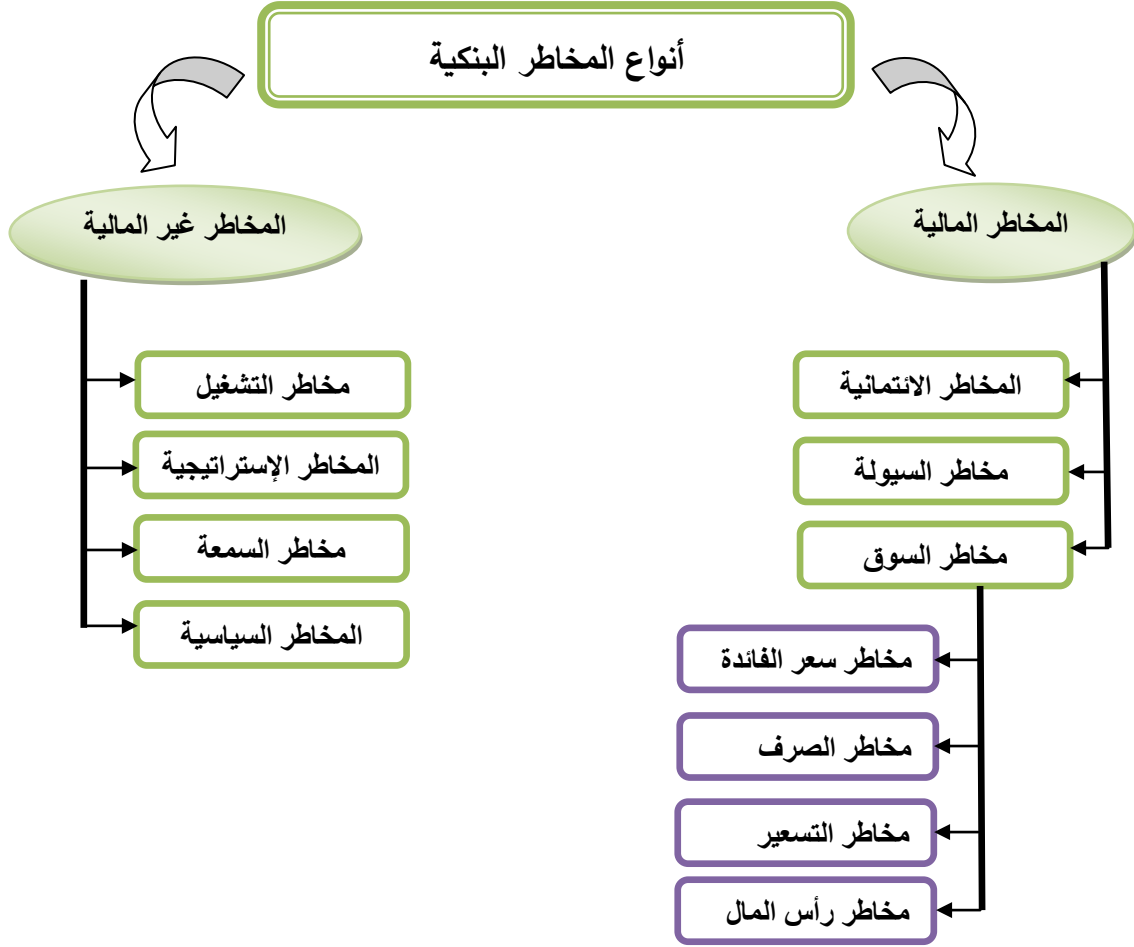 أنواع المخاطر البنكية
المخاطر المالية
المخاطر غير المالية
المخاطر الائتمانية
مخاطر السيولة
مخاطر السوق
مخاطر سعر الفائدة
مخاطر الصرف
مخاطر التسعير
مخاطر رأس المال
مخاطر التشغيل
المخاطر الإستراتيجية
مخاطر السمعة
المخاطر السياسية